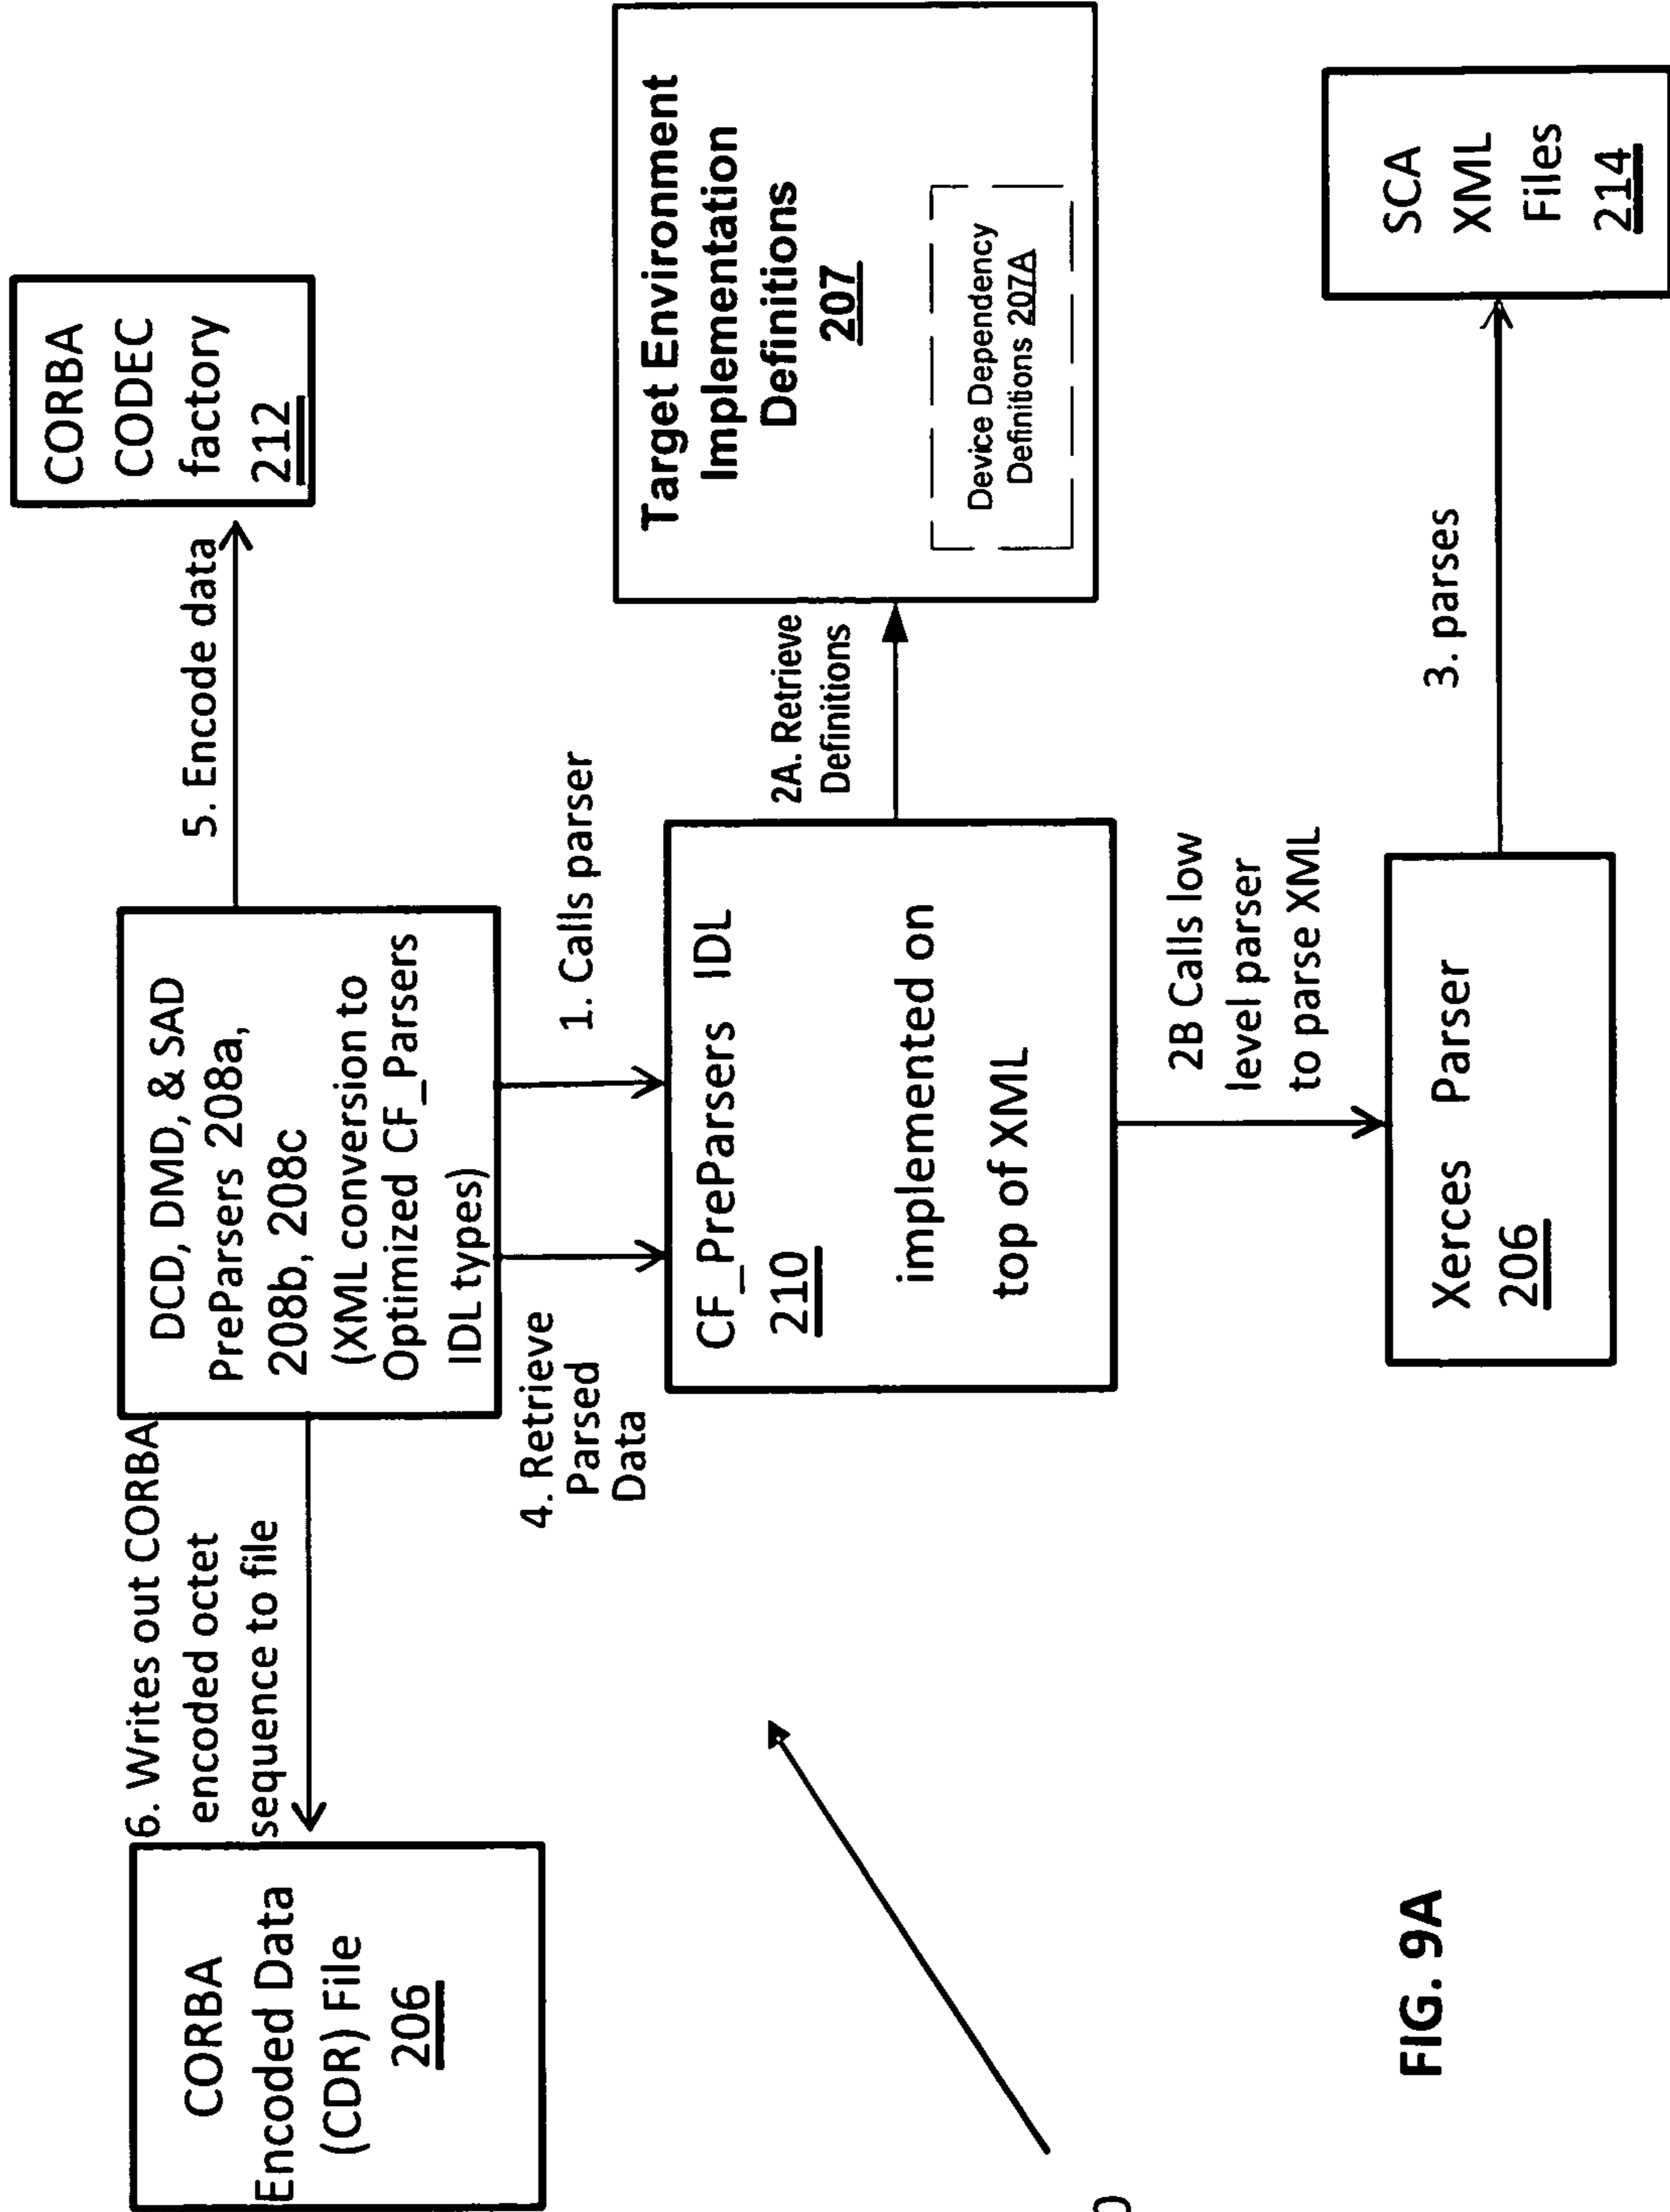 6. Writes out CORBA
encoded octet
sequence to file
CORBA
Encoded Data
(CDR) File
206
DCD, DMD, & SAD
PreParsers 208a,
208b, 208c
(XML conversion to
Optimized CF_Parsers
IDL types)
5. Encode data
CORBA
CODEC
factory
212
4. Retrieve
Parsed
Data
1. Calls parser
CF_PreParsers IDL
210
implemented on
top of XML
2A. Retrieve
Definitions
Target Environment
Implementation
Definitions
207
Device Dependency
Definitions 207A
2B Calls low
level parser
to parse XML
Xerces Parser
206
3. parses
SCA
XML
Files
214
FIG. 9A